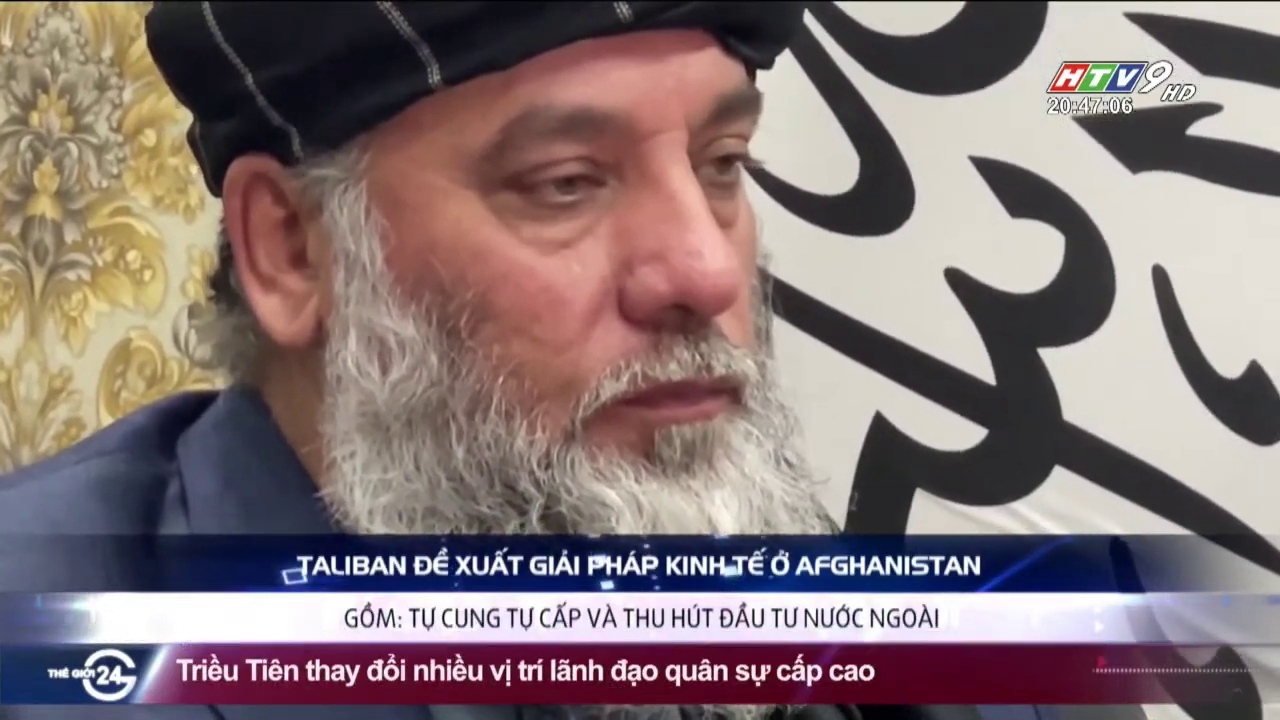 HTV9 HD
20:47:06
TALIBAN ĐỀ XUẤT GIẢI PHÁP KINH TẾ Ở AFGHANISTAN
GỒM: TỰ CUNG TỰ CẤP VÀ THU HÚT ĐẦU TƯ NƯỚC NGOÀI
THẾ GIỚI 24G
Triều Tiên thay đổi nhiều vị trí lãnh đạo quân sự cấp cao